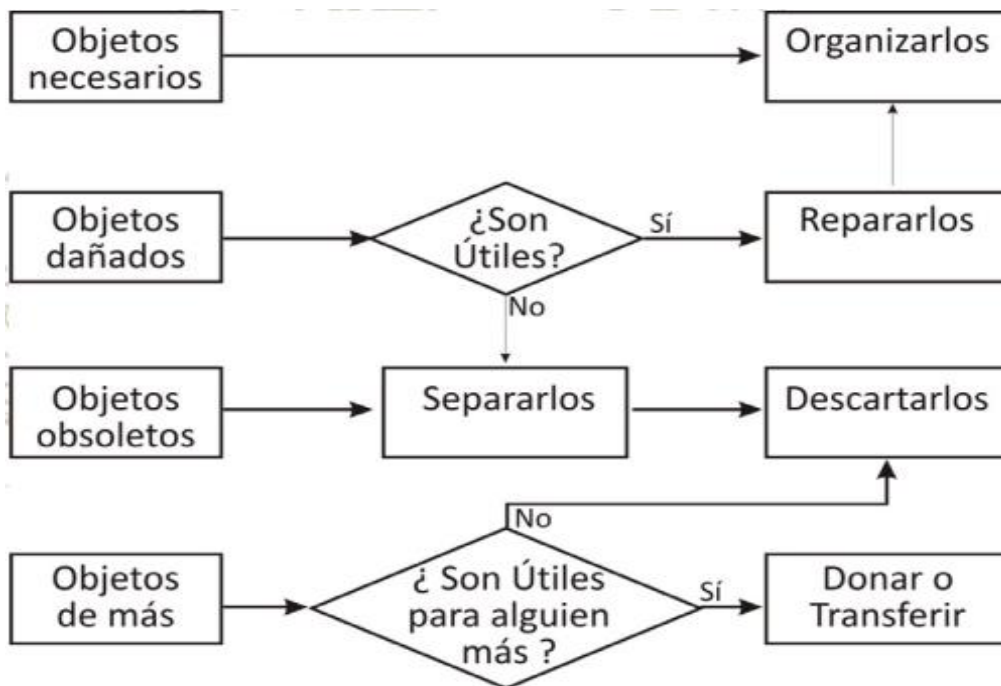 Objetos
necesarios
Organizarlos
Objetos
dañados
¿Son
Útiles?
Sí
Repararlos
No
Objetos
obsoletos
Separarlos
Descartarlos
No
Objetos
de más
¿ Son Útiles
para alguien
más ?
Sí
Donar o
Transferir